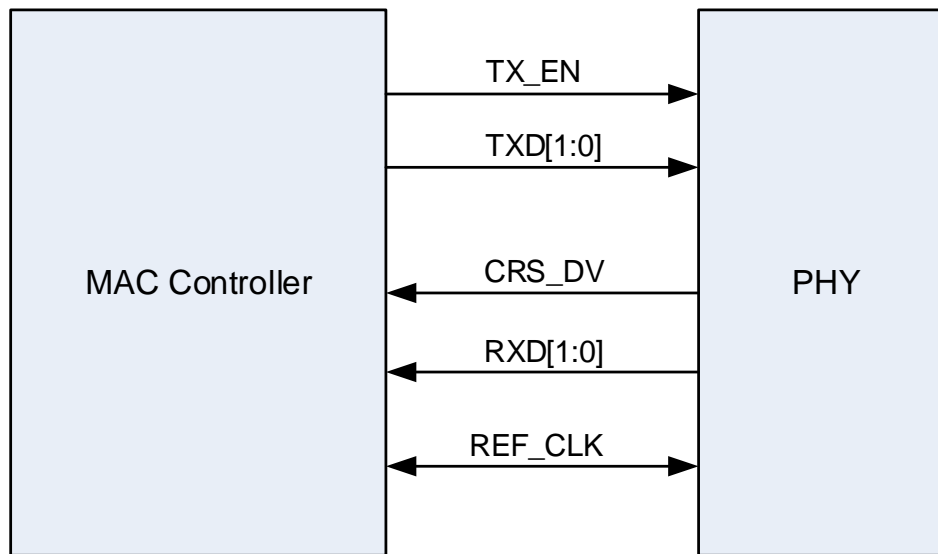 TX_EN
TXD[1:0]
MAC Controller
CRS_DV
PHY
RXD[1:0]
REF_CLK